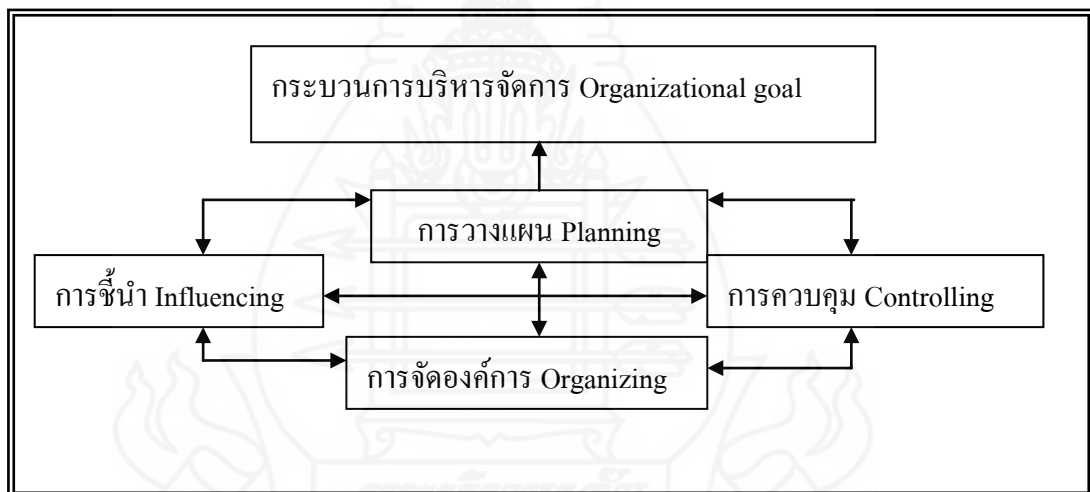 กระบวนการบริหารจัดการ Organizational goal
การวางแผน Planning
การชี้นำ Influencing
การควบคุม Controlling
การจัดองค์การ Organizing